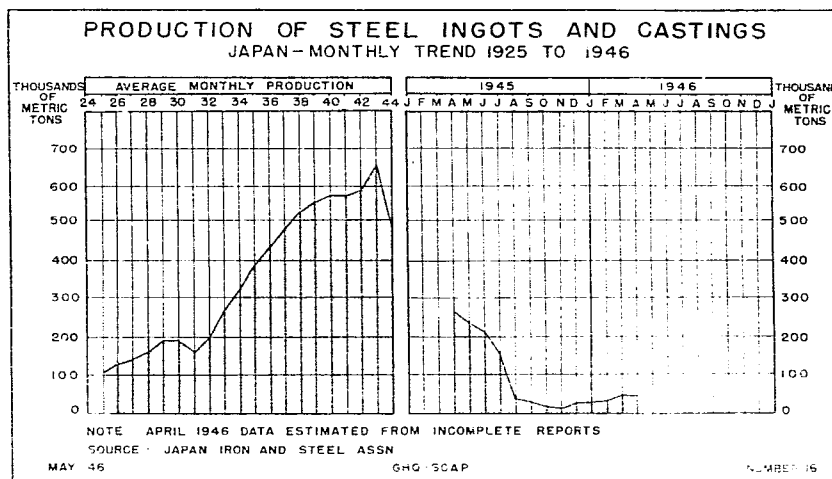 PRODUCTION OF STEEL INGOTS AND CASTINGS
JAPAN-MONTHLY TREND 1925 TO 1946
THOUSANDS OF METRIC TONS
AVERAGE MONTHLY PRODUCTION
24 26 28 30 32 34 36 38 40 42 44
1945 1946
J F M A M J J A S O N D J F M A M J J A S O N D J
THOUSANDS OF METRIC TONS
700 700
600 600
500 500
400 400
300 300
200 200
100 100
0 0
NOTE APRIL 1946 DATA ESTIMATED FROM INCOMPLETE REPORTS
SOURCE: JAPAN IRON AND STEEL ASSN
MAY 46 GHQ-SCAP NUMBER 16